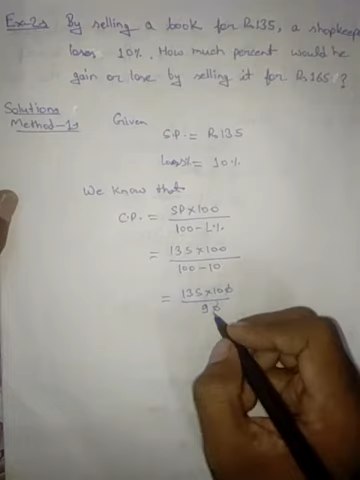 Exa-2:- By selling a book for Rs135, a shopkeepe
loses 10%. How much percent would he
gain or lose by selling it for Rs165?
Solution:-
Method-1:- Given
S.P. = Rs135
loss% = 10%
We know that
C.P. = SP×100 / 100-L%
= 135×100 / 100-10
= 135×100 / 90